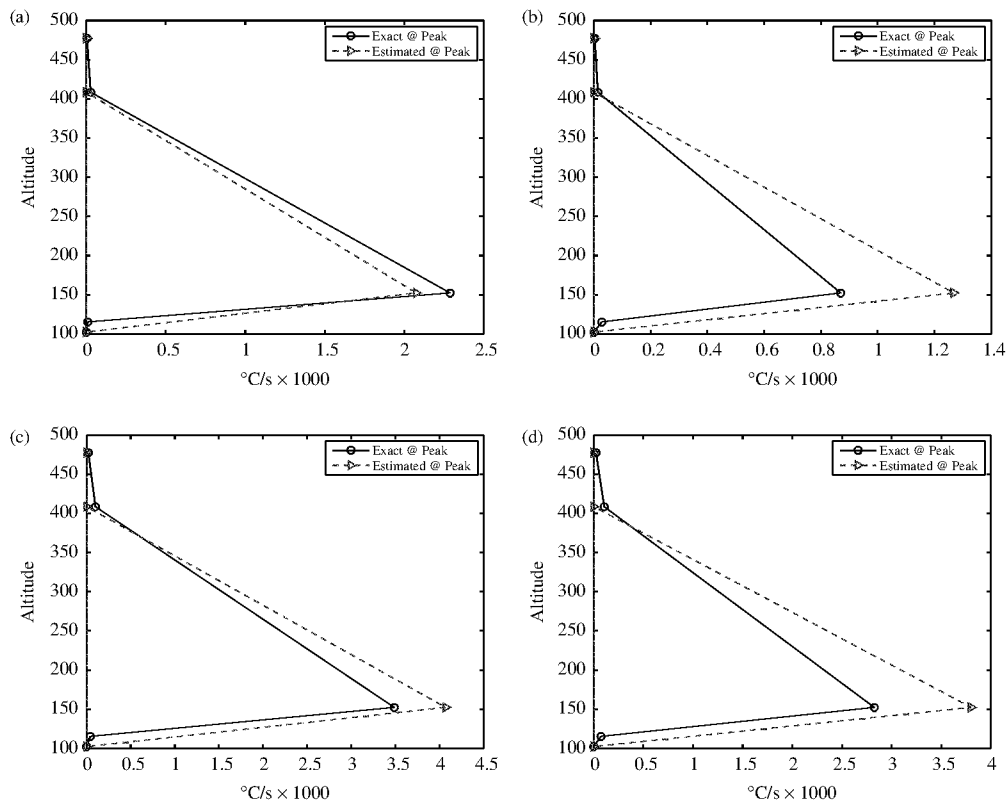 (a)
500
450
400
350
300
250
200
150
100
Altitude
Exact @ Peak
Estimated @ Peak
0 0.5 1 1.5 2 2.5
°C/s × 1000
(b)
500
450
400
350
300
250
200
150
100
Altitude
Exact @ Peak
Estimated @ Peak
0 0.2 0.4 0.6 0.8 1 1.2 1.4
°C/s × 1000
(c)
500
450
400
350
300
250
200
150
100
Altitude
Exact @ Peak
Estimated @ Peak
0 0.5 1 1.5 2 2.5 3 3.5 4 4.5
°C/s × 1000
(d)
500
450
400
350
300
250
200
150
100
Altitude
Exact @ Peak
Estimated @ Peak
0 0.5 1 1.5 2 2.5 3 3.5 4
°C/s × 1000